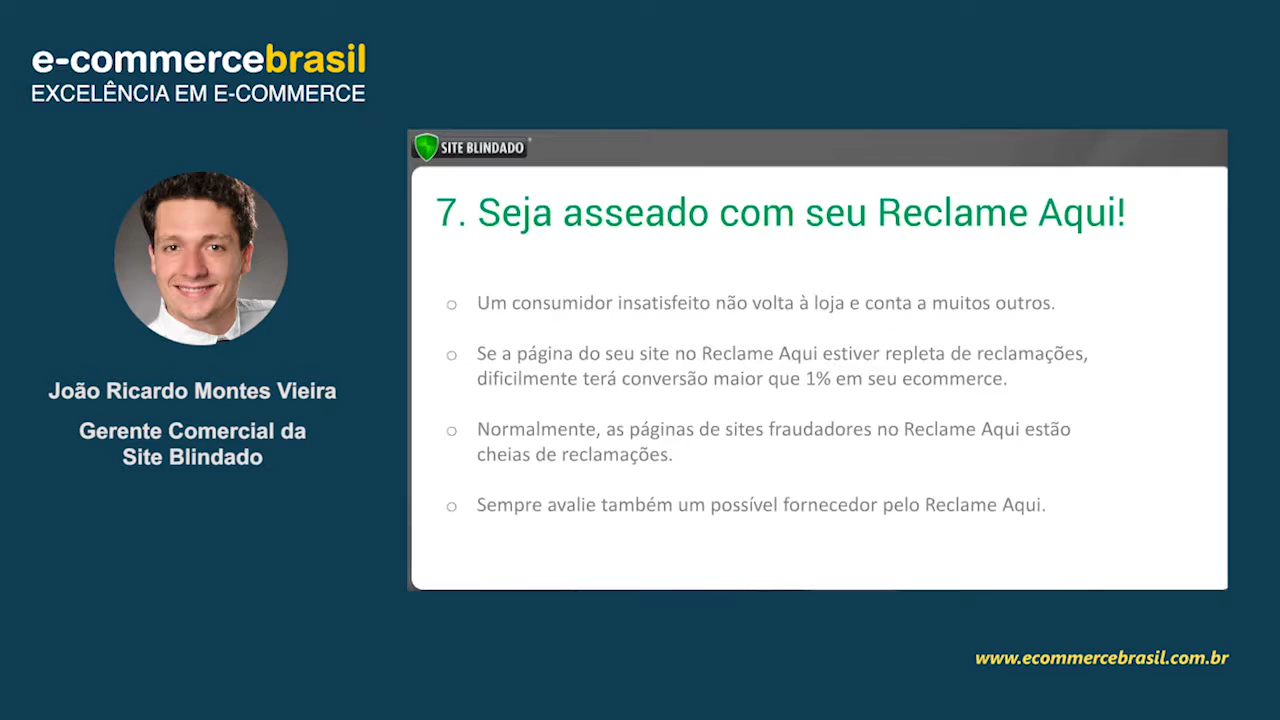 e-commercebrasil
EXCELÊNCIA EM E-COMMERCE
João Ricardo Montes Vieira
Gerente Comercial da
Site Blindado
SITE BLINDADO
7. Seja asseado com seu Reclame Aqui!
Um consumidor insatisfeito não volta à loja e conta a muitos outros.
Se a página do seu site no Reclame Aqui estiver repleta de reclamações,
dificilmente terá conversão maior que 1% em seu ecommerce.
Normalmente, as páginas de sites fraudadores no Reclame Aqui estão
cheias de reclamações.
Sempre avalie também um possível fornecedor pelo Reclame Aqui.
www.ecommercebrasil.com.br